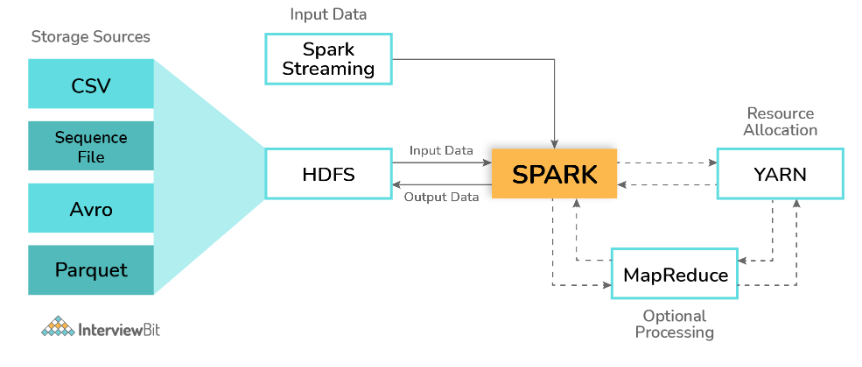 Input Data
Storage Sources
Spark
Streaming
CSV
Sequence
File
Avro
Parquet
HDFS
Input Data
Output Data
SPARK
Resource
Allocation
YARN
MapReduce
Optional
Processing
InterviewBit